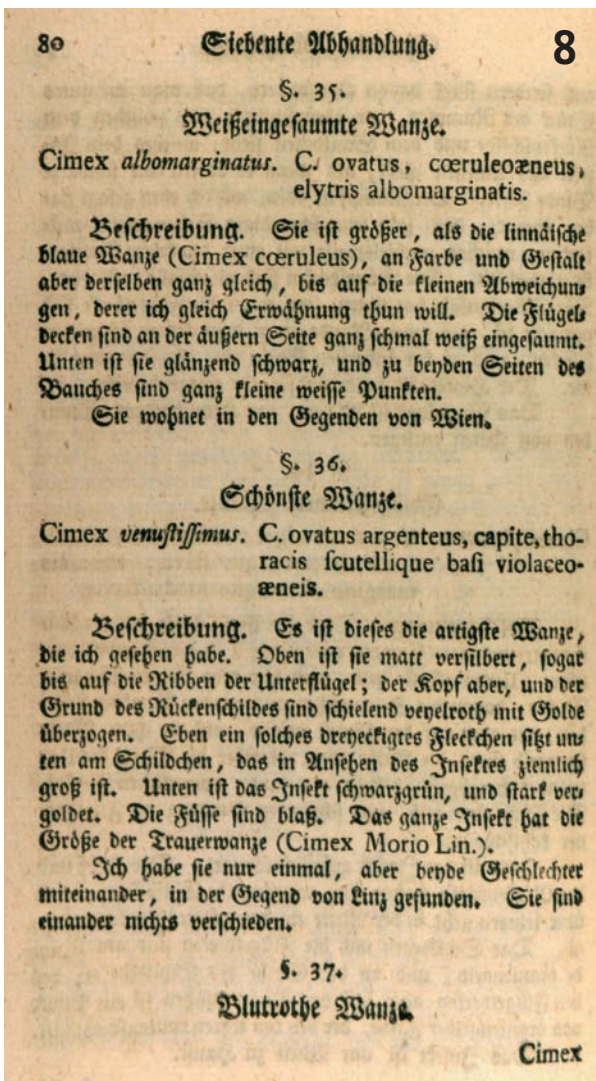 80 Siebente Abhandlung. 8
§. 35.
Weißeingesaumte Wanze.
Cimex albomarginatus. C. ovatus, cœruleoæneus,
elytris albomarginatis.
Beschreibung. Sie ist größer, als die linnäische
blaue Wanze (Cimex cœruleus), an Farbe und Gestalt
aber derselben ganz gleich, bis auf die kleinen Abweichun-
gen, derer ich gleich Erwähnung thun will. Die Flügel-
decken sind an der äußern Seite ganz schmal weiß eingesaumt.
Unten ist sie glänzend schwarz, und zu beyden Seiten des
Bauches sind ganz kleine weisse Punkten.
Sie wohnet in den Gegenden von Wien.
§. 36.
Schönste Wanze.
Cimex venustissimus. C. ovatus argenteus, capite, tho-
racis scutellique basi violaceo-
æneis.
Beschreibung. Es ist dieses die artigste Wanze,
die ich gesehen habe. Oben ist sie matt versilbert, sogar
bis auf die Ribben der Unterflügel; der Kopf aber, und der
Grund des Rückenschildes sind schielend veyelroth mit Golde
überzogen. Eben ein solches dreyeckigtes Fleckchen sitzt un-
ten am Schildchen, das in Ansehen des Insektes ziemlich
groß ist. Unten ist das Insekt schwarzgrün, und stark ver-
goldet. Die Füsse sind blaß. Das ganze Insekt hat die
Größe der Trauerwanze (Cimex Morio Lin.).
Ich habe sie nur einmal, aber beyde Geschlechter
miteinander, in der Gegend von Linz gefunden. Sie sind
einander nichts verschieden.
§. 37.
Blutrothe Wanze.
Cimex